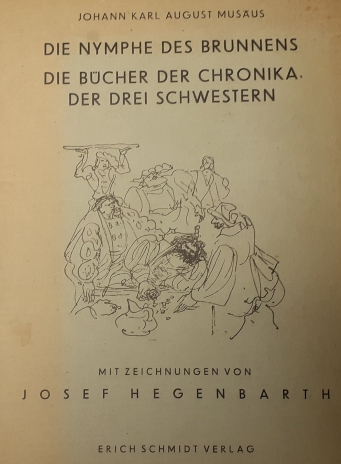 JOHANN KARL AUGUST MUSÄUS
DIE NYMPHE DES BRUNNENS
DIE BÜCHER DER CHRONIKA
DER DREI SCHWESTERN
MIT ZEICHNUNGEN VON
JOSEF HEGENBARTH
ERICH SCHMIDT VERLAG